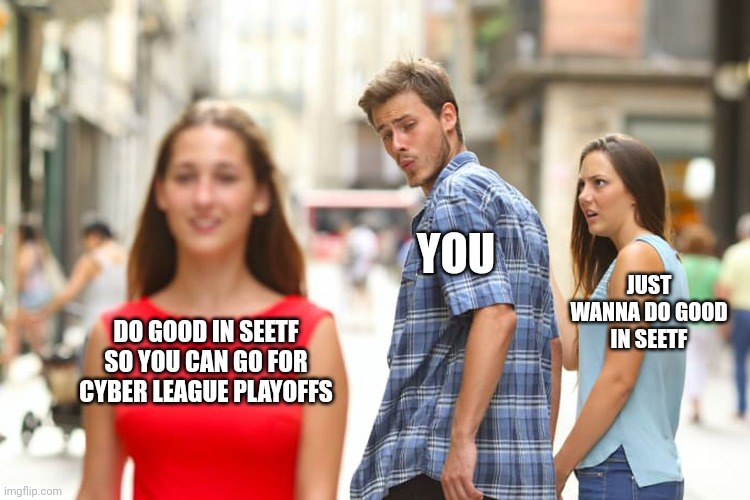 DO GOOD IN SEETF
SO YOU CAN GO FOR
CYBER LEAGUE PLAYOFFS
YOU
JUST
WANNA DO GOOD
IN SEETF
imgflip.com